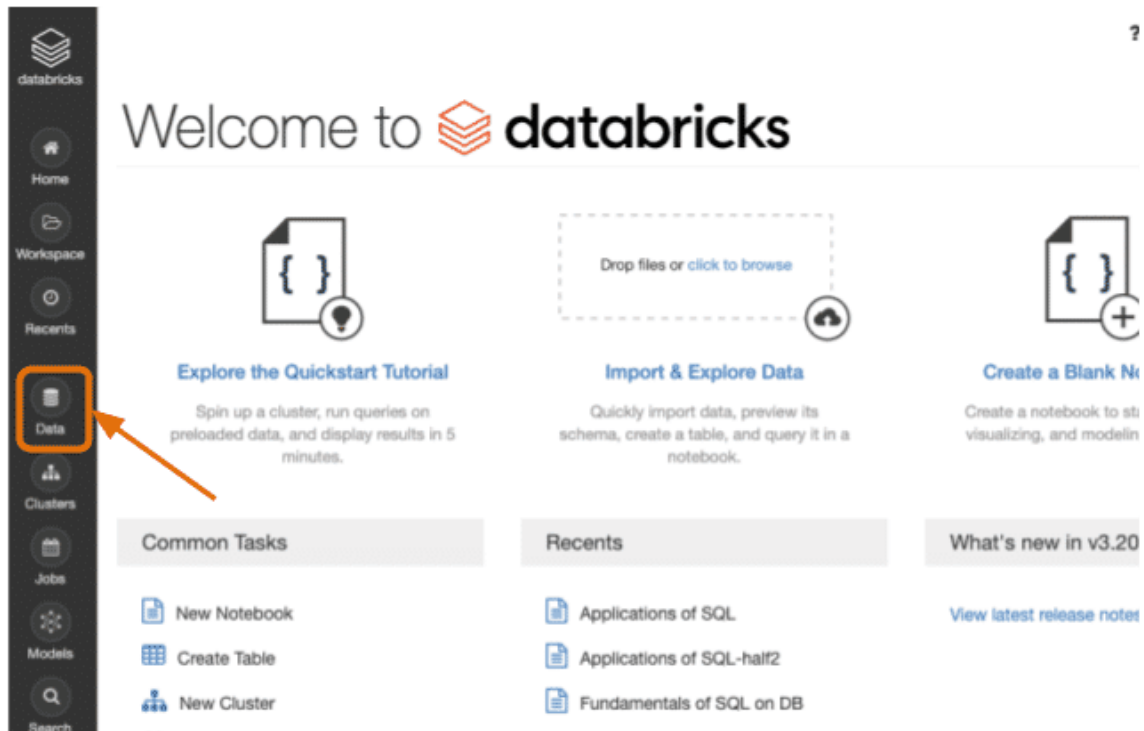 databricks
Home
Workspace
Recents
Data
Clusters
Jobs
Models
Search
?
Welcome to databricks
{ }
Explore the Quickstart Tutorial
Spin up a cluster, run queries on
preloaded data, and display results in 5
minutes.
Drop files or click to browse
Import & Explore Data
Quickly import data, preview its
schema, create a table, and query it in a
notebook.
{ }
Create a Blank
Create a notebook to
visualizing, and
Common Tasks
New Notebook
Create Table
New Cluster
Recents
Applications of SQL
Applications of SQL-half2
Fundamentals of SQL on DB
What's new in v3.20
View latest release notes